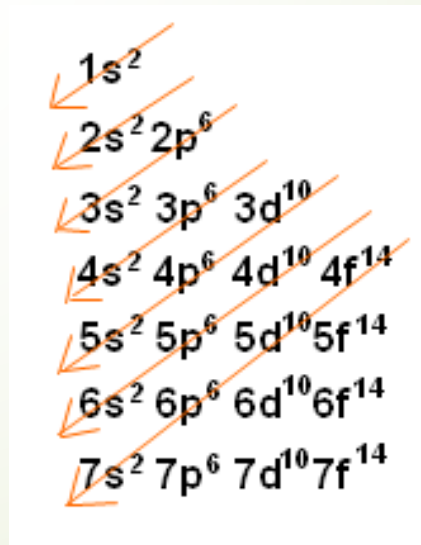 1s²
2s² 2p⁶
3s² 3p⁶ 3d¹⁰
4s² 4p⁶ 4d¹⁰ 4f¹⁴
5s² 5p⁶ 5d¹⁰ 5f¹⁴
6s² 6p⁶ 6d¹⁰ 6f¹⁴
7s² 7p⁶ 7d¹⁰ 7f¹⁴